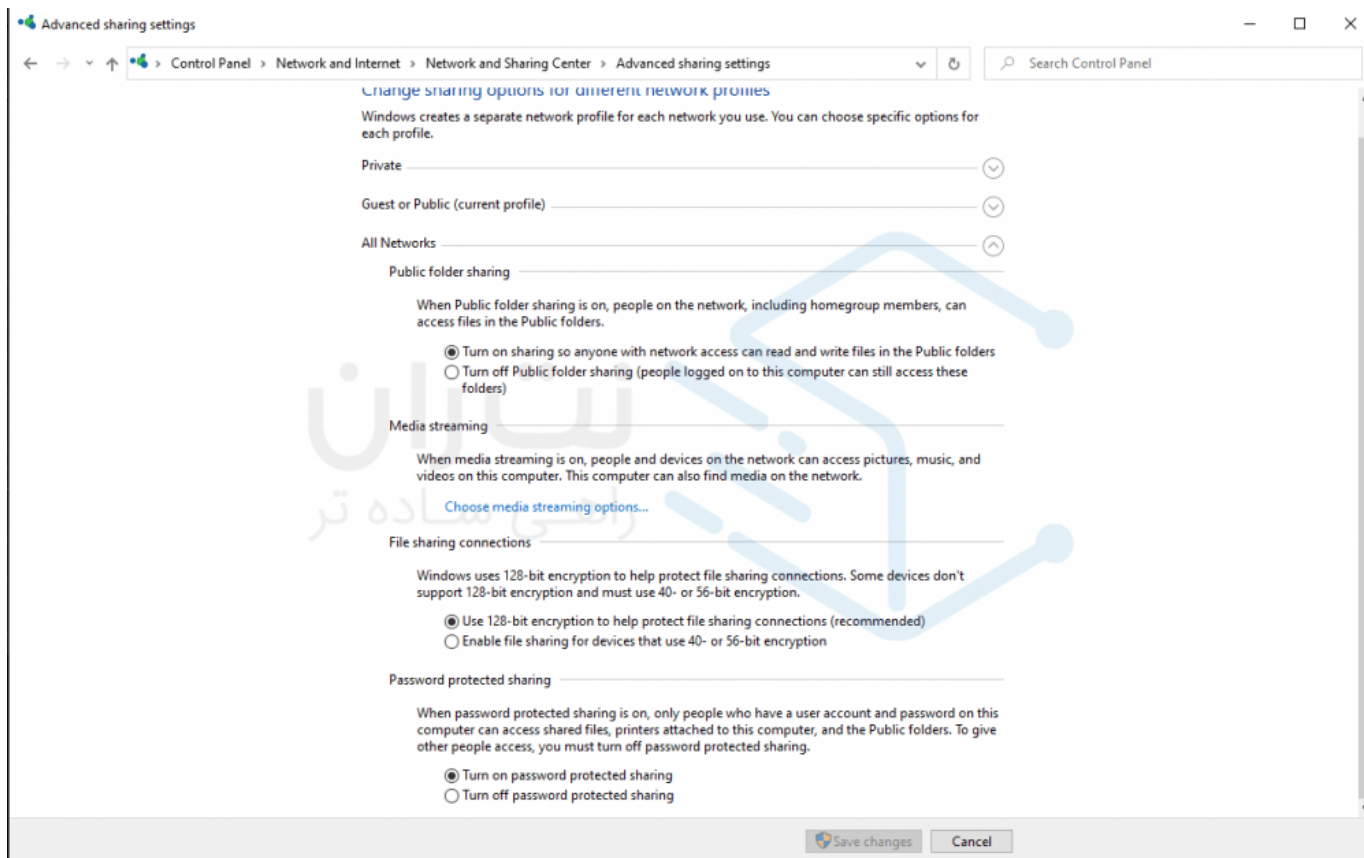 Advanced sharing settings
Control Panel > Network and Internet > Network and Sharing Center > Advanced sharing settings
Search Control Panel
Change sharing options for different network profiles
Windows creates a separate network profile for each network you use. You can choose specific options for
each profile.
Private
Guest or Public (current profile)
All Networks
Public folder sharing
When Public folder sharing is on, people on the network, including homegroup members, can
access files in the Public folders.
Turn on sharing so anyone with network access can read and write files in the Public folders
Turn off Public folder sharing (people logged on to this computer can still access these
folders)
نت ران
Media streaming
When media streaming is on, people and devices on the network can access pictures, music, and
videos on this computer. This computer can also find media on the network.
Choose media streaming options...
راهی ساده تر
File sharing connections
Windows uses 128-bit encryption to help protect file sharing connections. Some devices don't
support 128-bit encryption and must use 40- or 56-bit encryption.
Use 128-bit encryption to help protect file sharing connections (recommended)
Enable file sharing for devices that use 40- or 56-bit encryption
Password protected sharing
When password protected sharing is on, only people who have a user account and password on this
computer can access shared files, printers attached to this computer, and the Public folders. To give
other people access, you must turn off password protected sharing.
Turn on password protected sharing
Turn off password protected sharing
Save changes
Cancel